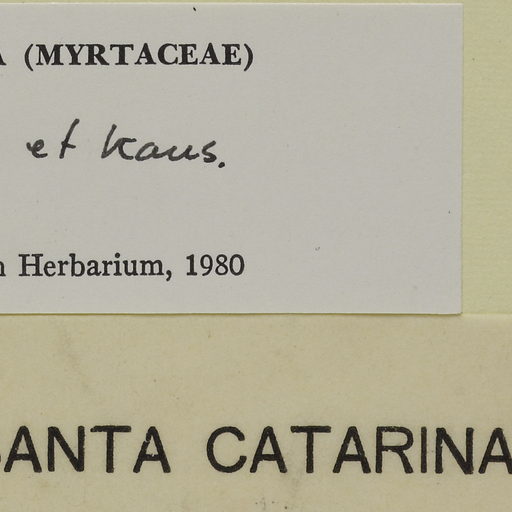 A (MYRTACEAE)
et Kaus.
n Herbarium, 1980
SANTA CATARINA